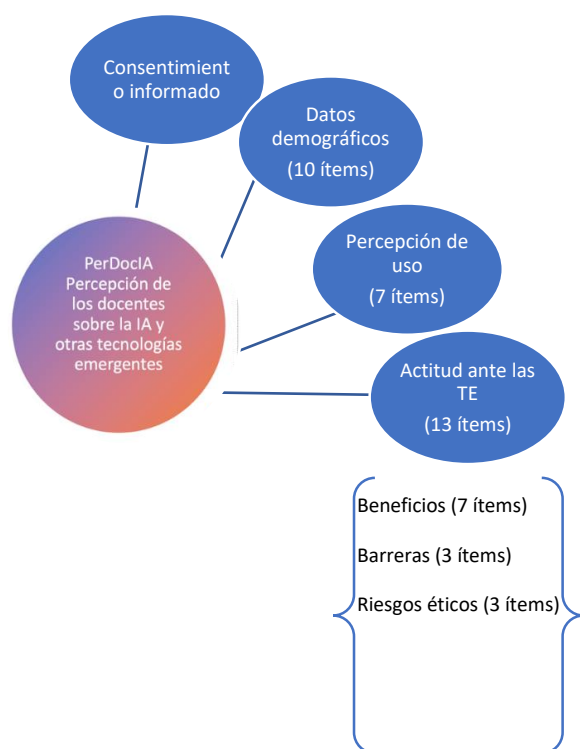 Consentimient
o informado
Datos
demográficos
(10 ítems)
Percepción de
uso
(7 ítems)
PerDocIA
Percepción de
los docentes
sobre la IA y
otras tecnologías
emergentes
Actitud ante las
TE
(13 ítems)
Beneficios (7 ítems)
Barreras (3 ítems)
Riesgos éticos (3 ítems)